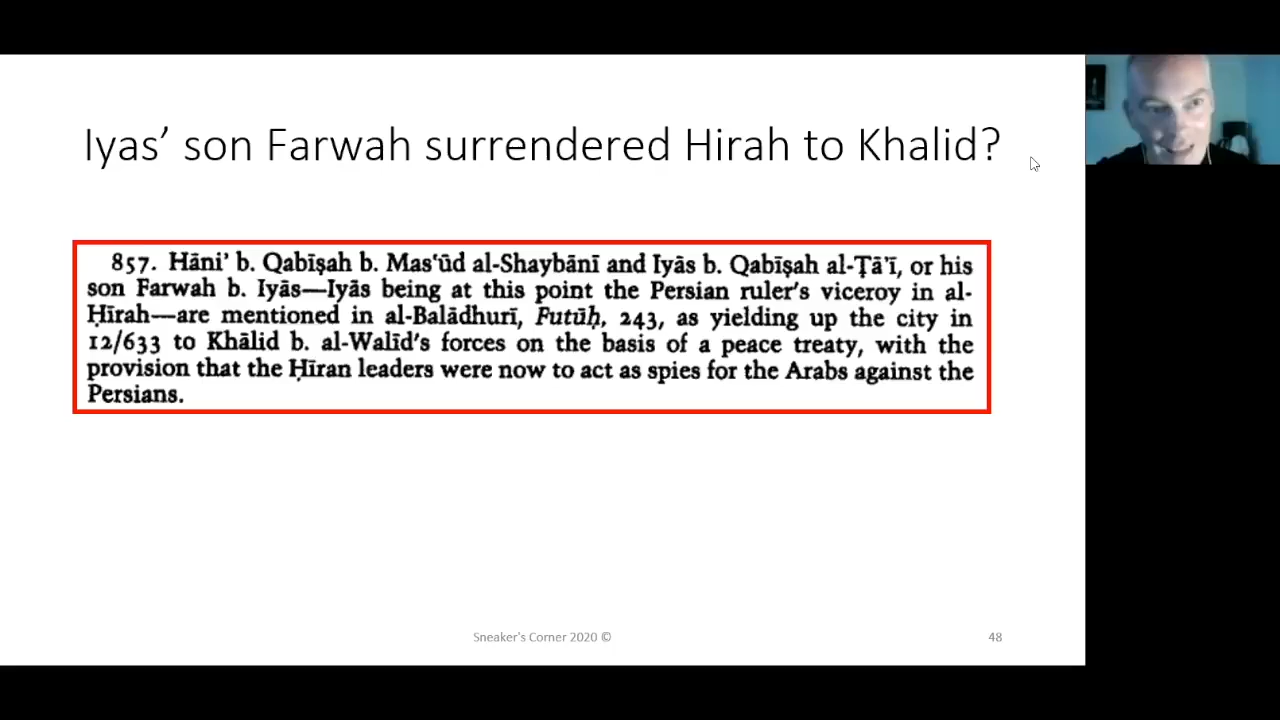 Iyas’ son Farwah surrendered Hirah to Khalid?
857. Hāni’ b. Qabīṣah b. Mas‘ūd al-Shaybānī and Iyās b. Qabīṣah al-Ṭā’ī, or his
son Farwah b. Iyās—Iyās being at this point the Persian ruler’s viceroy in al-
Ḥīrah—are mentioned in al-Balādhurī, Futūḥ, 243, as yielding up the city in
12/633 to Khālid b. al-Walīd’s forces on the basis of a peace treaty, with the
provision that the Ḥīran leaders were now to act as spies for the Arabs against the
Persians.
Sneaker’s Corner 2020 ©
48